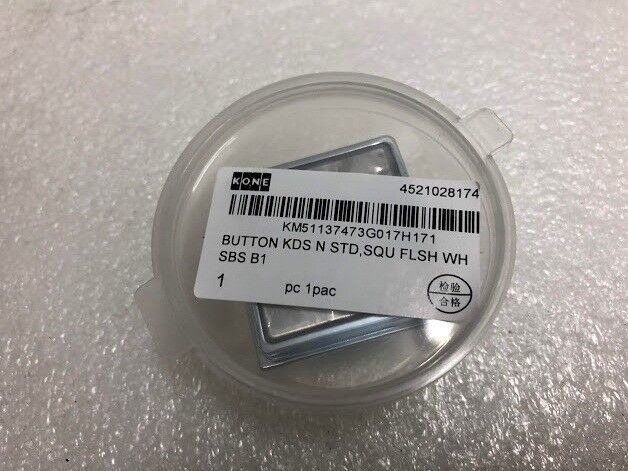 KONE
4521028174
KM51137473G017H171
BUTTON KDS N STD,SQU FLSH WH
SBS B1
1 pc 1pac
检验
合格